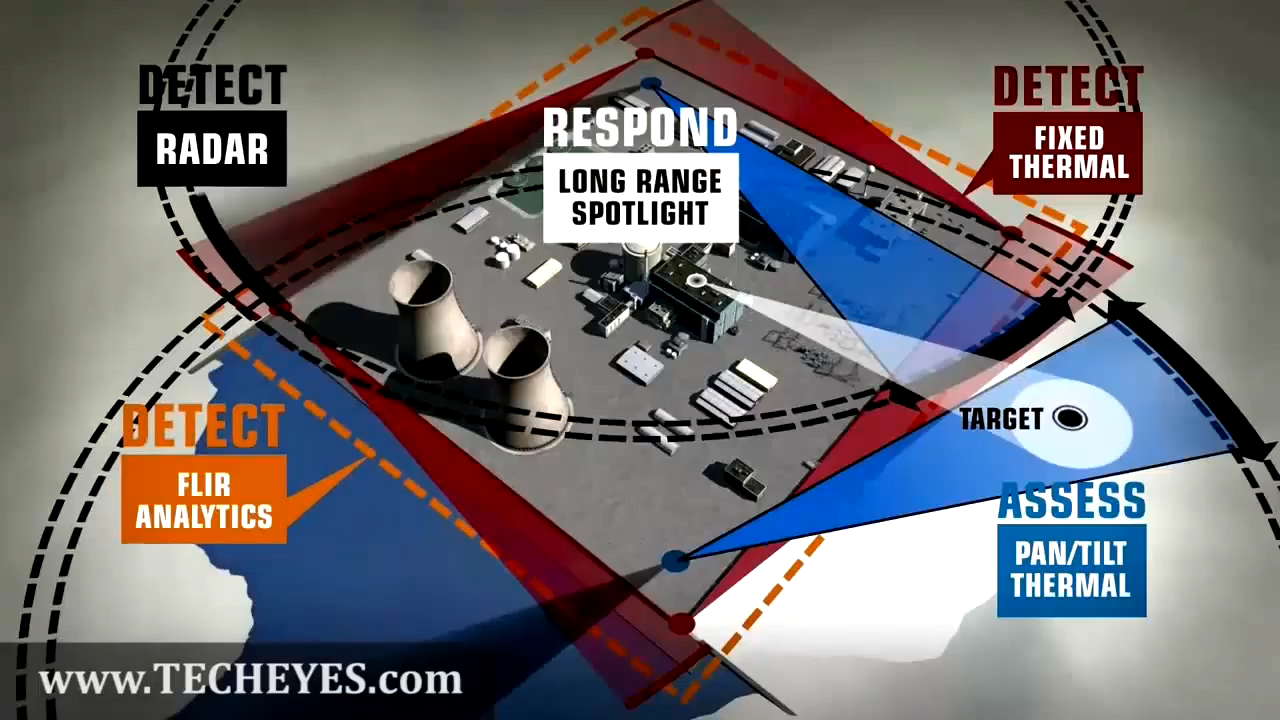 DETECT
RADAR
RESPOND
LONG RANGE
SPOTLIGHT
DETECT
FIXED
THERMAL
DETECT
FLIR
ANALYTICS
TARGET
ASSESS
PAN/TILT
THERMAL
www.TECHEYES.com